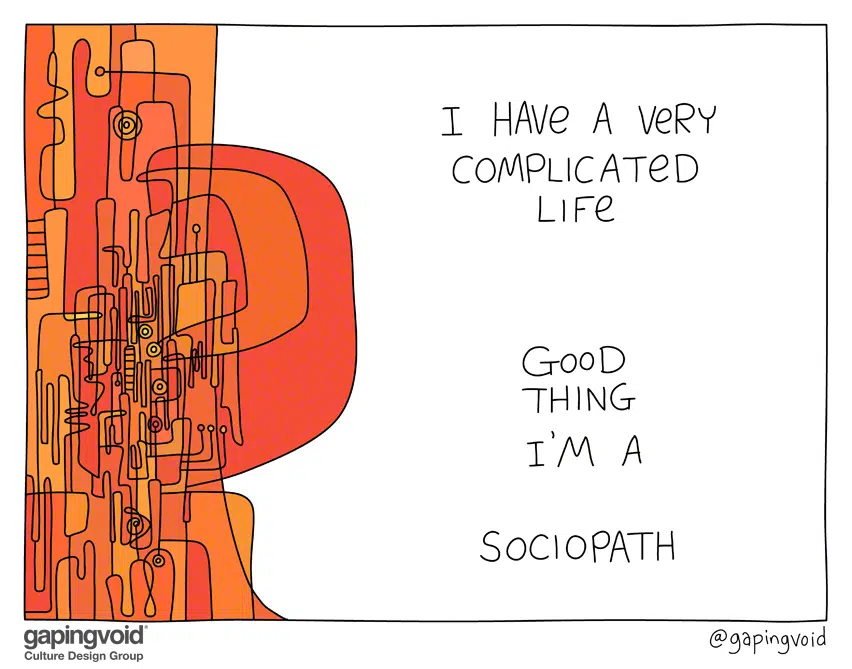 I HAVe A VeRY
COMPLICATeD
LIFe
GOOD
THING
I'M A
SOCIOPATH
gapingvoid®
Culture Design Group
@gapingvoid